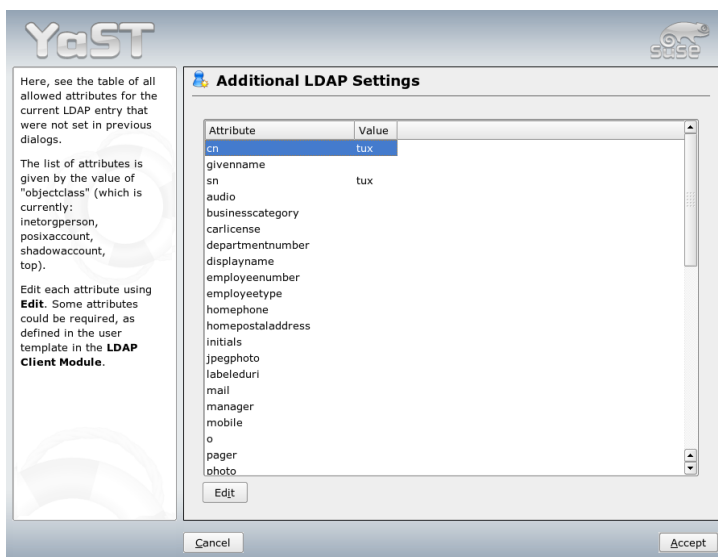 YaST
SUSE
Here, see the table of all
allowed attributes for the
current LDAP entry that
were not set in previous
dialogs.
The list of attributes is
given by the value of
"objectclass" (which is
currently:
inetorgperson,
posixaccount,
shadowaccount,
top).
Edit each attribute using
Edit. Some attributes
could be required, as
defined in the user
template in the LDAP
Client Module.
Additional LDAP Settings
Attribute Value
cn tux
givenname
sn tux
audio
businesscategory
carlicense
departmentnumber
displayname
employeenumber
employeetype
homephone
homepostaladdress
initials
jpegphoto
labeleduri
mail
manager
mobile
o
pager
photo
Edit
Cancel Accept